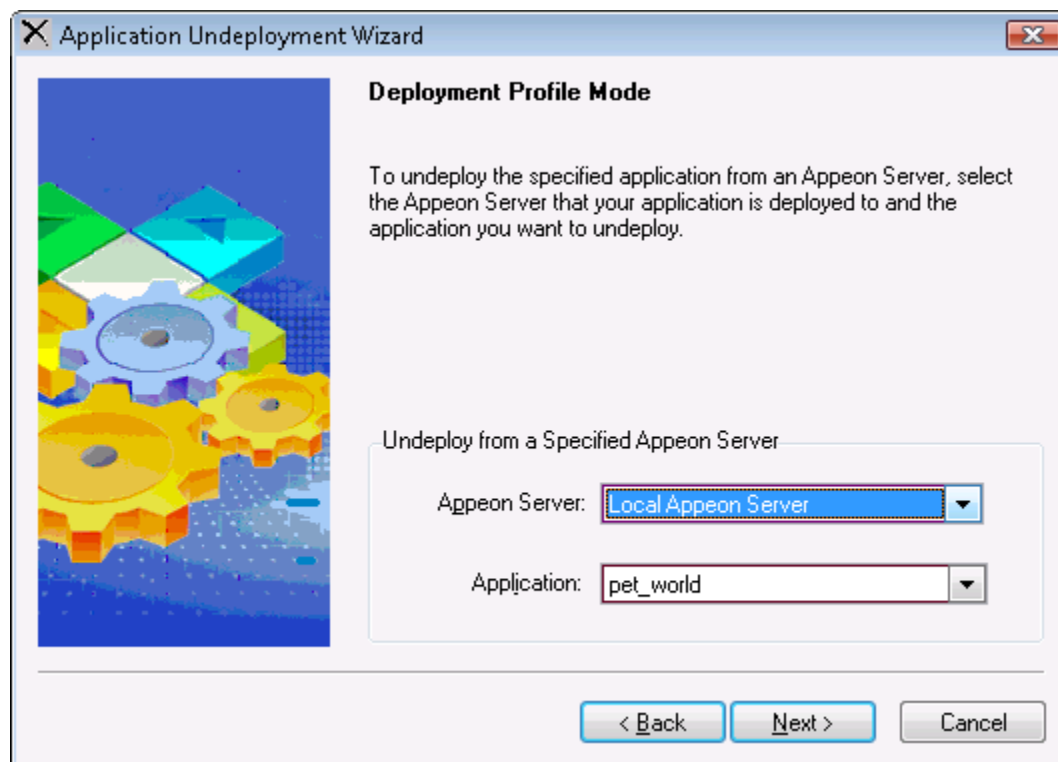 Application Undeployment Wizard
Deployment Profile Mode
To undeploy the specified application from an Appeon Server, select
the Appeon Server that your application is deployed to and the
application you want to undeploy.
Undeploy from a Specified Appeon Server
Appeon Server: Local Appeon Server
Application: pet_world
< Back Next > Cancel